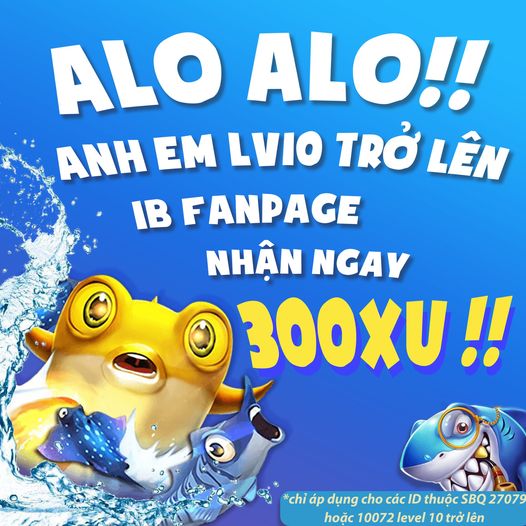 ALO ALO!!
ANH EM LV10 TRỞ LÊN
IB FANPAGE
NHẬN NGAY
300XU !!
*chỉ áp dụng cho các ID thuộc SBQ 27079
hoặc 10072 level 10 trở lên